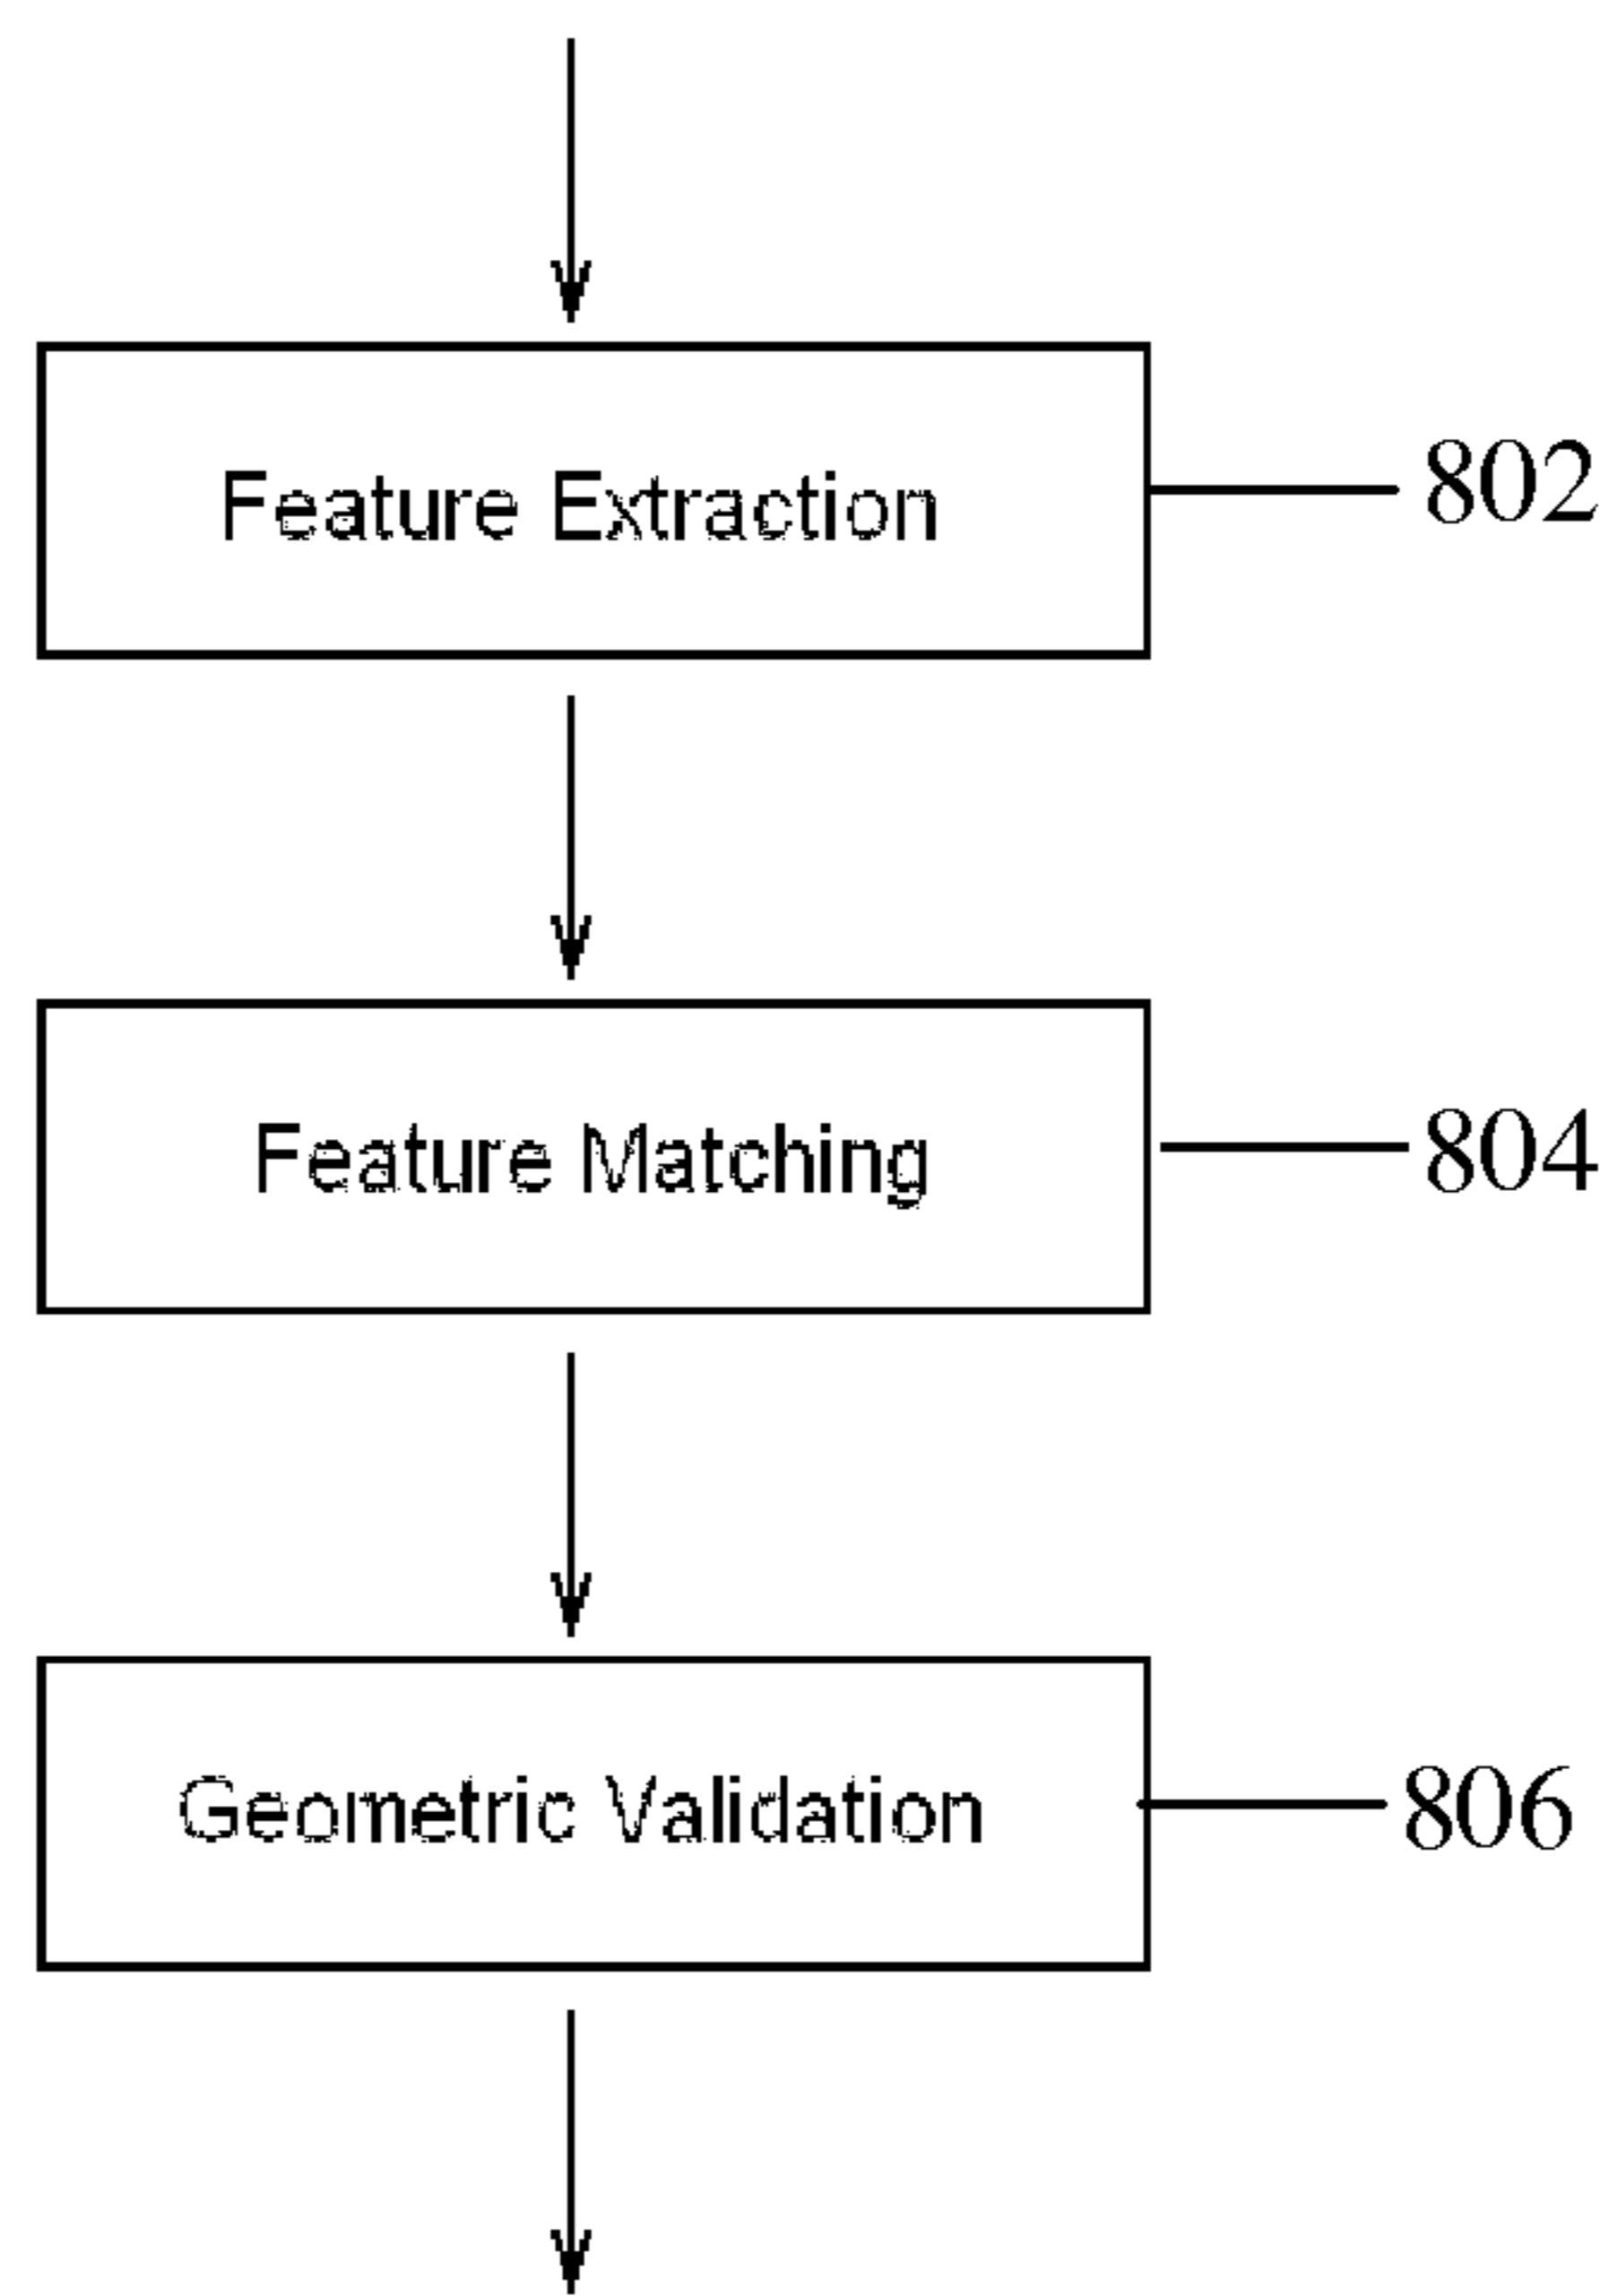 Feature Extraction
802
Feature Matching
804
Geometric Validation
806